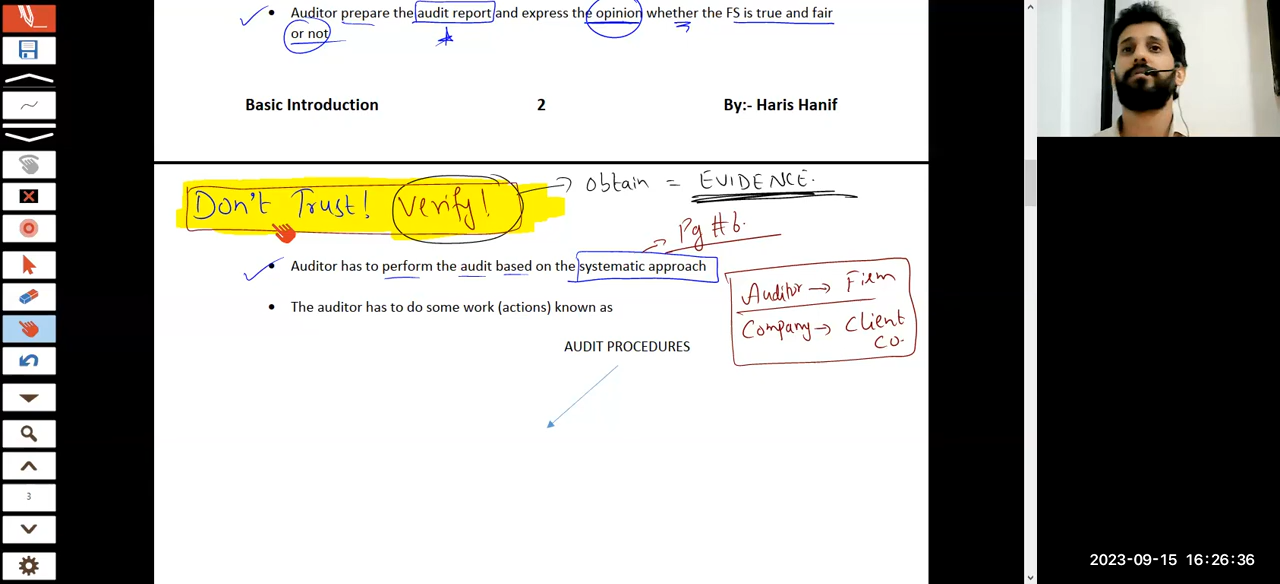 Auditor prepare the audit report and express the opinion whether the FS is true and fair
or not
Basic Introduction 2 By:- Haris Hanif
Don't Trust! Verify! → Obtain = EVIDENCE.
→ Pg # 6.
Auditor has to perform the audit based on the systematic approach
Auditor → Firm
The auditor has to do some work (actions) known as
Company → Client
Co.
AUDIT PROCEDURES
3
2023-09-15 16:26:36